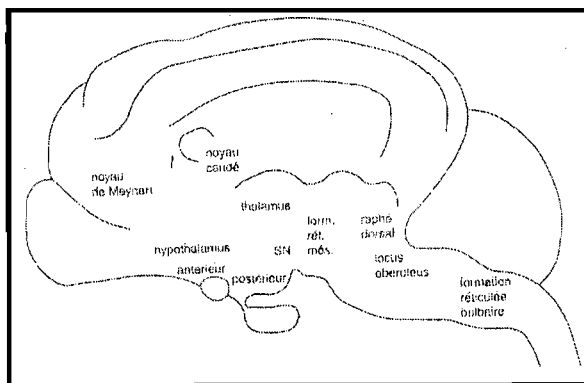 noyau
de Meynert
noyau
caudé
thalamus
form.
rét.
més.
raphé
dorsal
hypothalamus
antérieur
postérieur
SN
locus
oberuleus
formation
réticulée
bulbaire